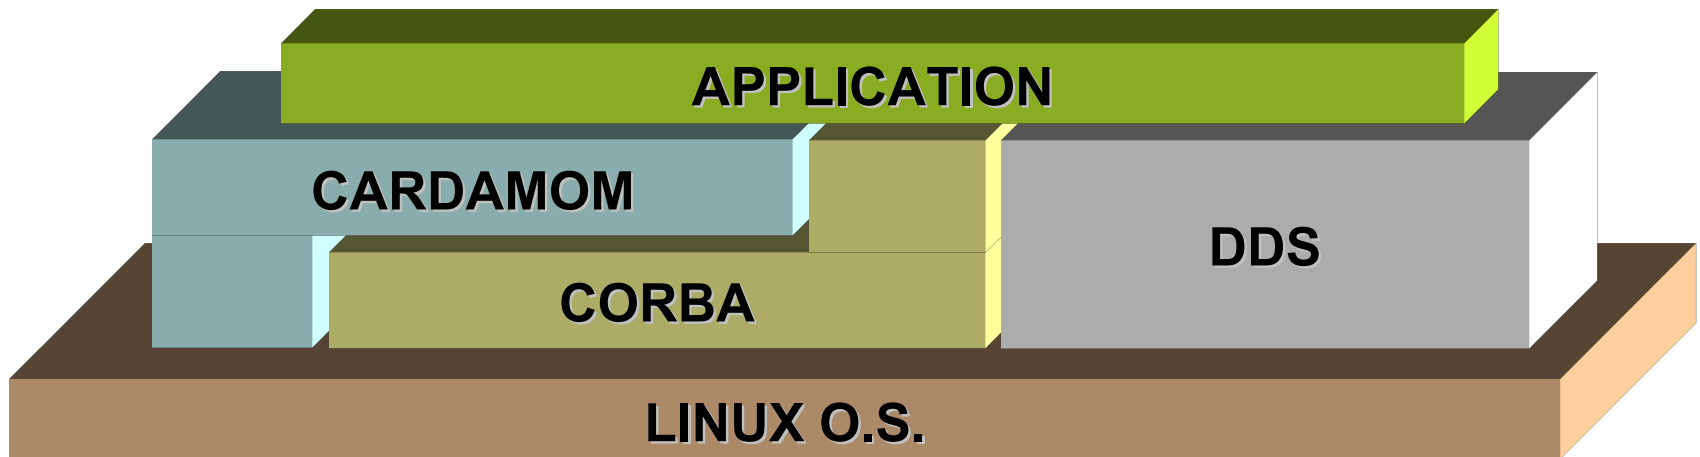 APPLICATION
CARDAMOM
DDS
CORBA
LINUX O.S.